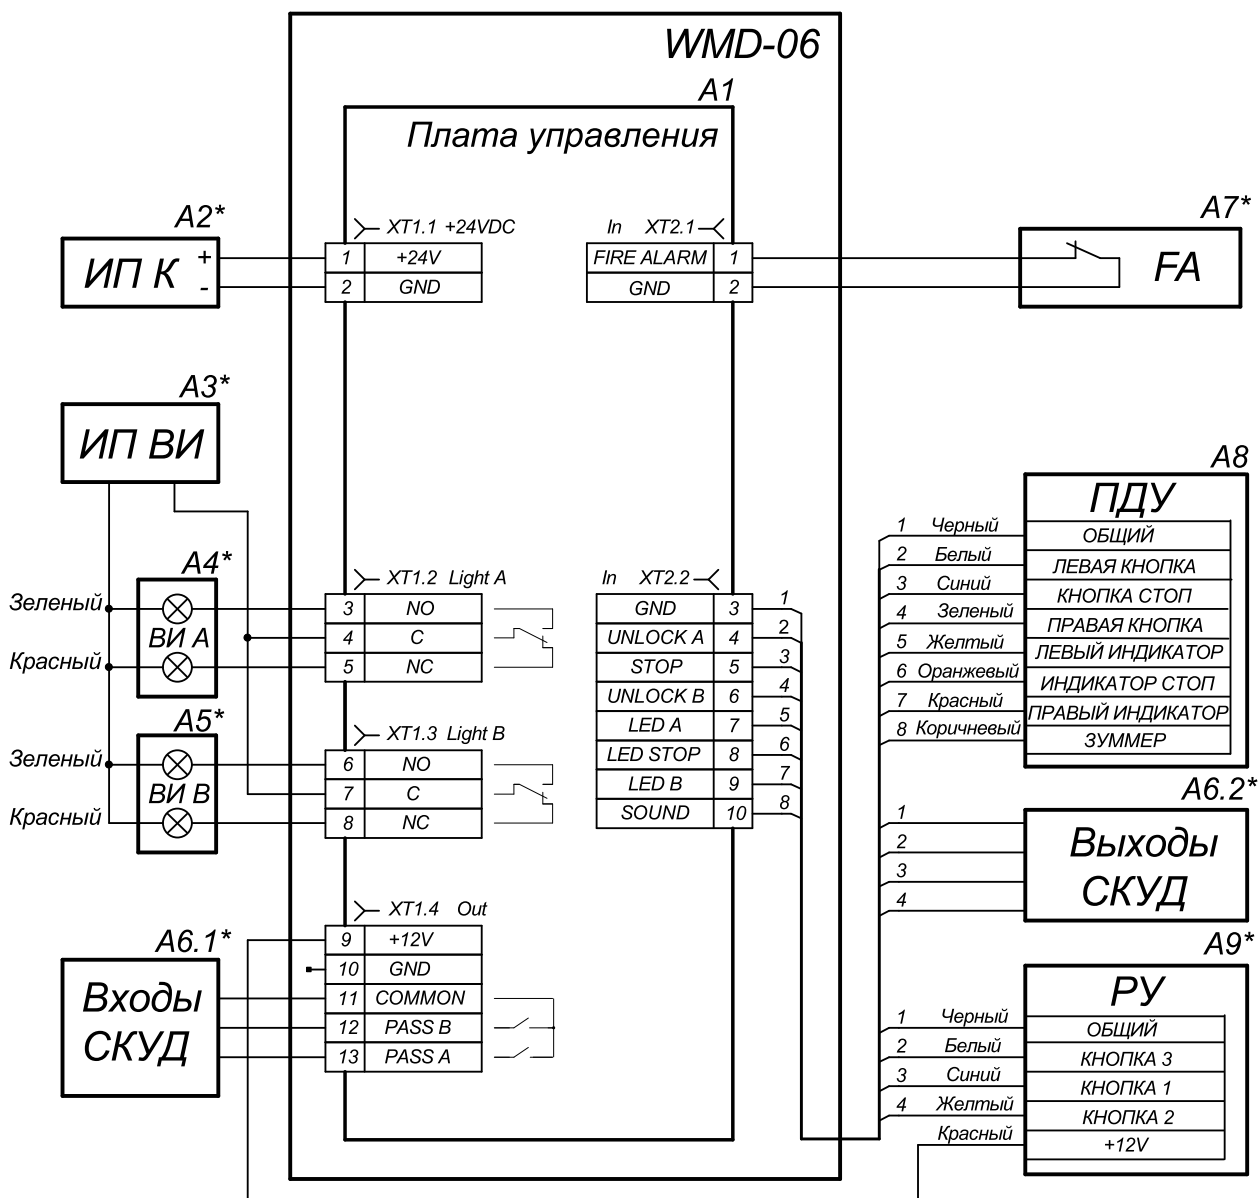 WMD-06
A1
Плата управления
A2*
ИП К
+
-
XT1.1 +24VDC
1 +24V
2 GND
In XT2.1
FIRE ALARM 1
GND 2
A7*
FA
A3*
ИП ВИ
A4*
Зеленый
ВИ А
Красный
A5*
Зеленый
ВИ В
Красный
XT1.2 Light A
3 NO
4 C
5 NC
XT1.3 Light B
6 NO
7 C
8 NC
In XT2.2
GND 3 1
UNLOCK A 4 2
STOP 5 3
UNLOCK B 6 4
LED A 7 5
LED STOP 8 6
LED B 9 7
SOUND 10 8
A8
ПДУ
1 Черный ОБЩИЙ
2 Белый ЛЕВАЯ КНОПКА
3 Синий КНОПКА СТОП
4 Зеленый ПРАВАЯ КНОПКА
5 Желтый ЛЕВЫЙ ИНДИКАТОР
6 Оранжевый ИНДИКАТОР СТОП
7 Красный ПРАВЫЙ ИНДИКАТОР
8 Коричневый ЗУММЕР
A6.2*
Выходы
СКУД
1
2
3
4
A6.1*
Входы
СКУД
XT1.4 Out
9 +12V
10 GND
11 COMMON
12 PASS B
13 PASS A
A9*
РУ
1 Черный ОБЩИЙ
2 Белый КНОПКА 3
3 Синий КНОПКА 1
4 Желтый КНОПКА 2
Красный +12V